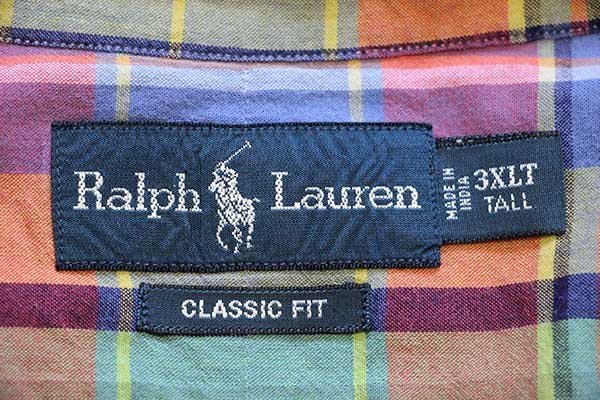 Ralph Lauren
MADE IN
INDIA
3XLT
TALL
CLASSIC FIT